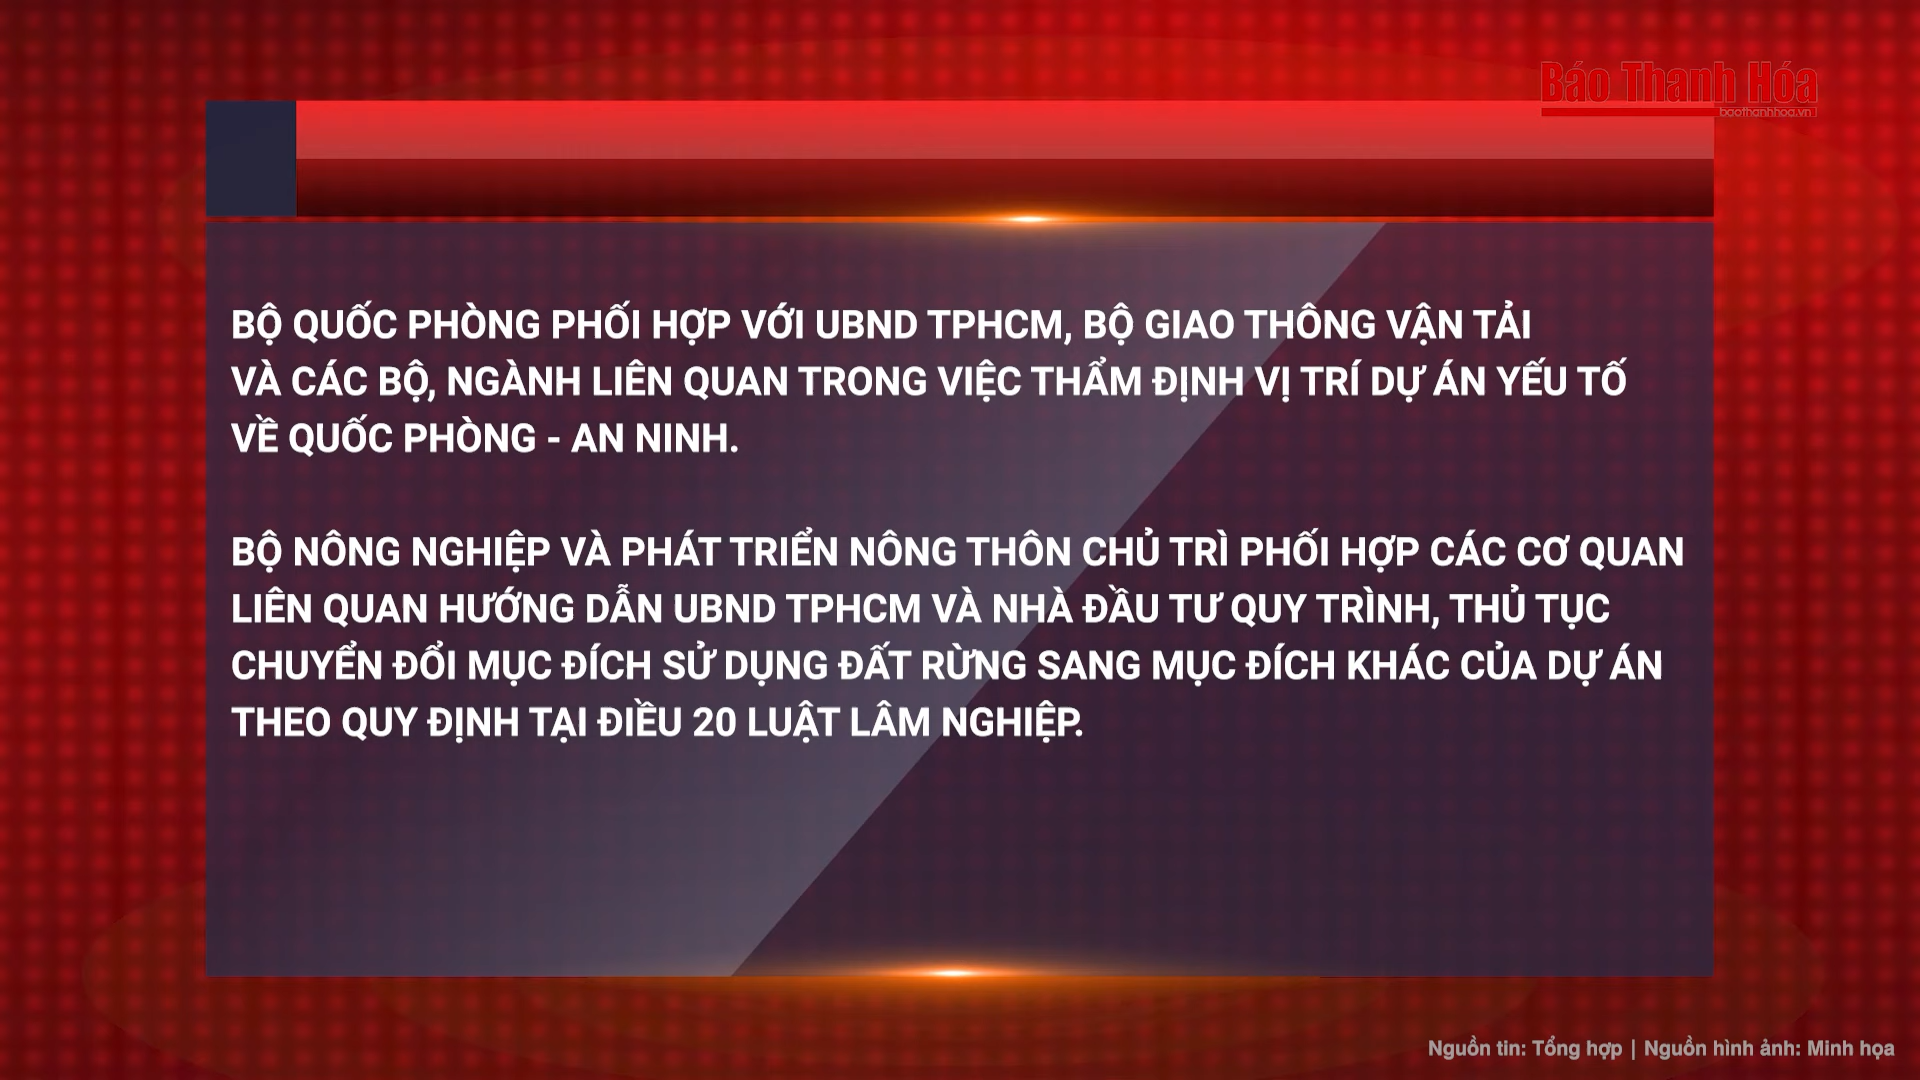 Báo Thanh Hóa
baothanhhoa.vn
BỘ QUỐC PHÒNG PHỐI HỢP VỚI UBND TPHCM, BỘ GIAO THÔNG VẬN TẢI
VÀ CÁC BỘ, NGÀNH LIÊN QUAN TRONG VIỆC THẨM ĐỊNH VỊ TRÍ DỰ ÁN YẾU TỐ
VỀ QUỐC PHÒNG - AN NINH.
BỘ NÔNG NGHIỆP VÀ PHÁT TRIỂN NÔNG THÔN CHỦ TRÌ PHỐI HỢP CÁC CƠ QUAN
LIÊN QUAN HƯỚNG DẪN UBND TPHCM VÀ NHÀ ĐẦU TƯ QUY TRÌNH, THỦ TỤC
CHUYỂN ĐỔI MỤC ĐÍCH SỬ DỤNG ĐẤT RỪNG SANG MỤC ĐÍCH KHÁC CỦA DỰ ÁN
THEO QUY ĐỊNH TẠI ĐIỀU 20 LUẬT LÂM NGHIỆP.
Nguồn tin: Tổng hợp | Nguồn hình ảnh: Minh họa